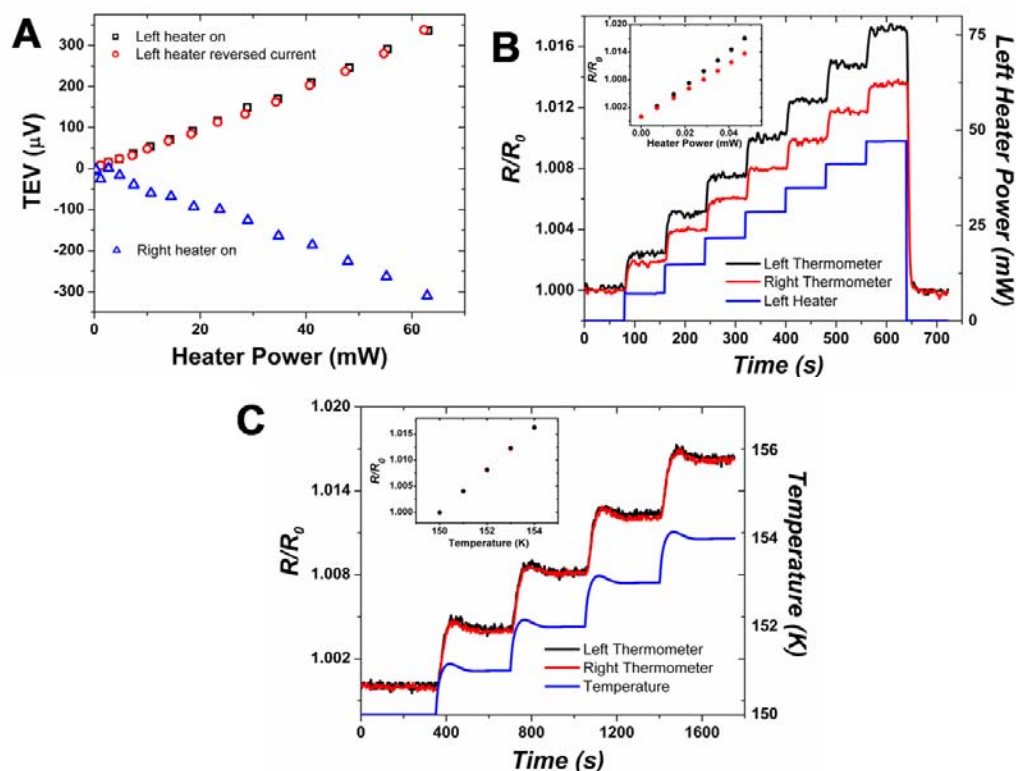 A
Left heater on
Left heater reversed current
Right heater on
TEV (µV)
300
200
100
0
-100
-200
-300
0 20 40 60
Heater Power (mW)
B
R/R0
1.016
1.012
1.008
1.004
1.000
R/R0
1.020
1.014
1.008
1.002
0.00 0.02 0.04
Heater Power (mW)
Left Thermometer
Right Thermometer
Left Heater
75
50
25
0
Left Heater Power (mW)
0 100 200 300 400 500 600 700
Time (s)
C
R/R0
1.020
1.014
1.008
1.002
R/R0
1.015
1.010
1.005
1.000
150 152 154
Temperature (K)
Left Thermometer
Right Thermometer
Temperature
156
154
152
150
Temperature (K)
0 400 800 1200 1600
Time (s)